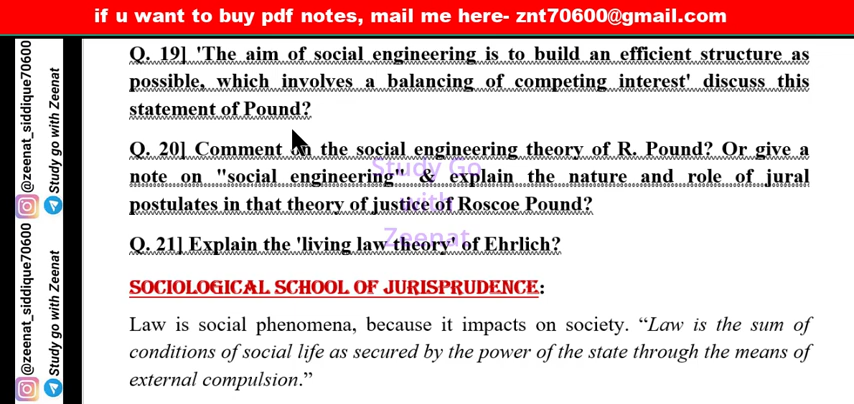 if u want to buy pdf notes, mail me here- znt70600@gmail.com
@zeenat_siddique70600
Study go with Zeenat
@zeenat_siddique70600
Study go with Zeenat
Q. 19] 'The aim of social engineering is to build an efficient structure as
possible, which involves a balancing of competing interest' discuss this
statement of Pound?
Q. 20] Comment on the social engineering theory of R. Pound? Or give a
note on "social engineering" & explain the nature and role of jural
postulates in that theory of justice of Roscoe Pound?
Q. 21] Explain the 'living law theory' of Ehrlich?
Study Go
with
Zeenat
SOCIOLOGICAL SCHOOL OF JURISPRUDENCE:
Law is social phenomena, because it impacts on society. “Law is the sum of
conditions of social life as secured by the power of the state through the means of
external compulsion.”